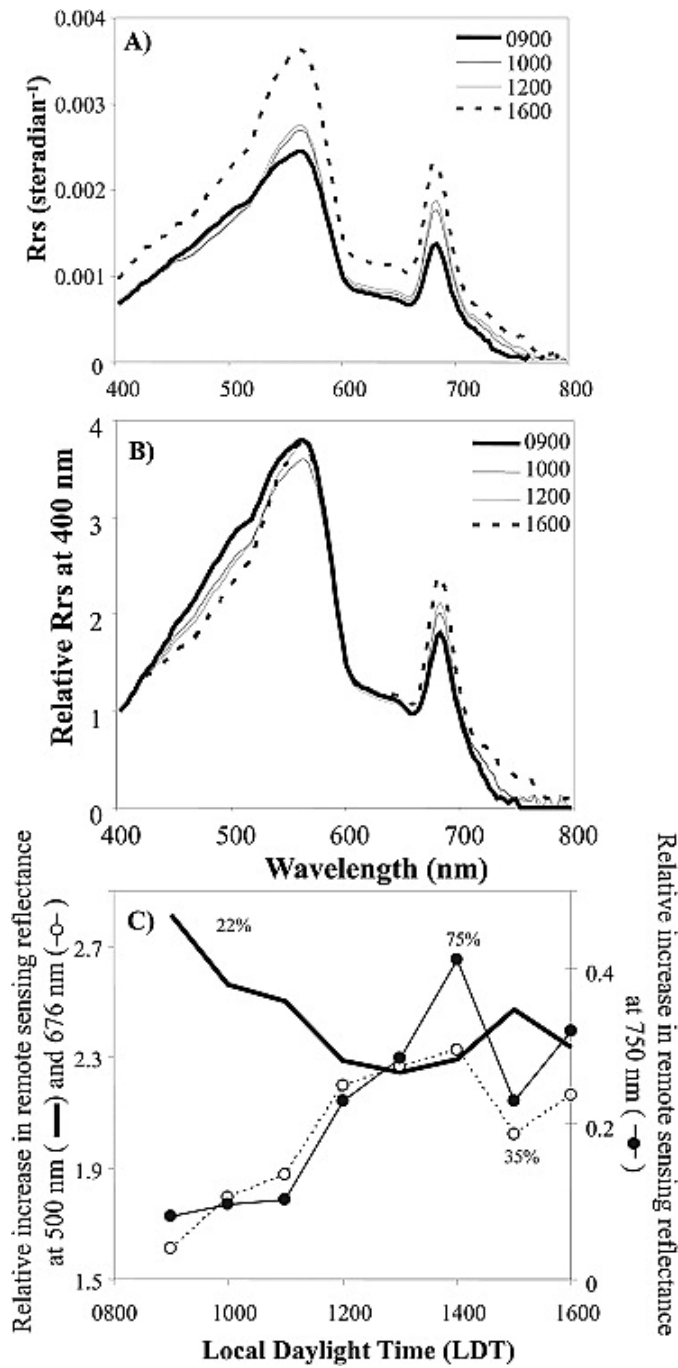 A)
0900
1000
1200
1600
Rrs (steradian⁻¹)
0.004
0.003
0.002
0.001
0
400 500 600 700 800
B)
0900
1000
1200
1600
Relative Rrs at 400 nm
4
3
2
1
0
400 500 600 700 800
Wavelength (nm)
C)
22%
75%
35%
Relative increase in remote sensing reflectance
at 500 nm ( ) and 676 nm ( )
2.7
2.3
1.9
1.5
Relative increase in remote sensing reflectance
at 750 nm ( )
0.4
0.2
0
0800 1000 1200 1400 1600
Local Daylight Time (LDT)